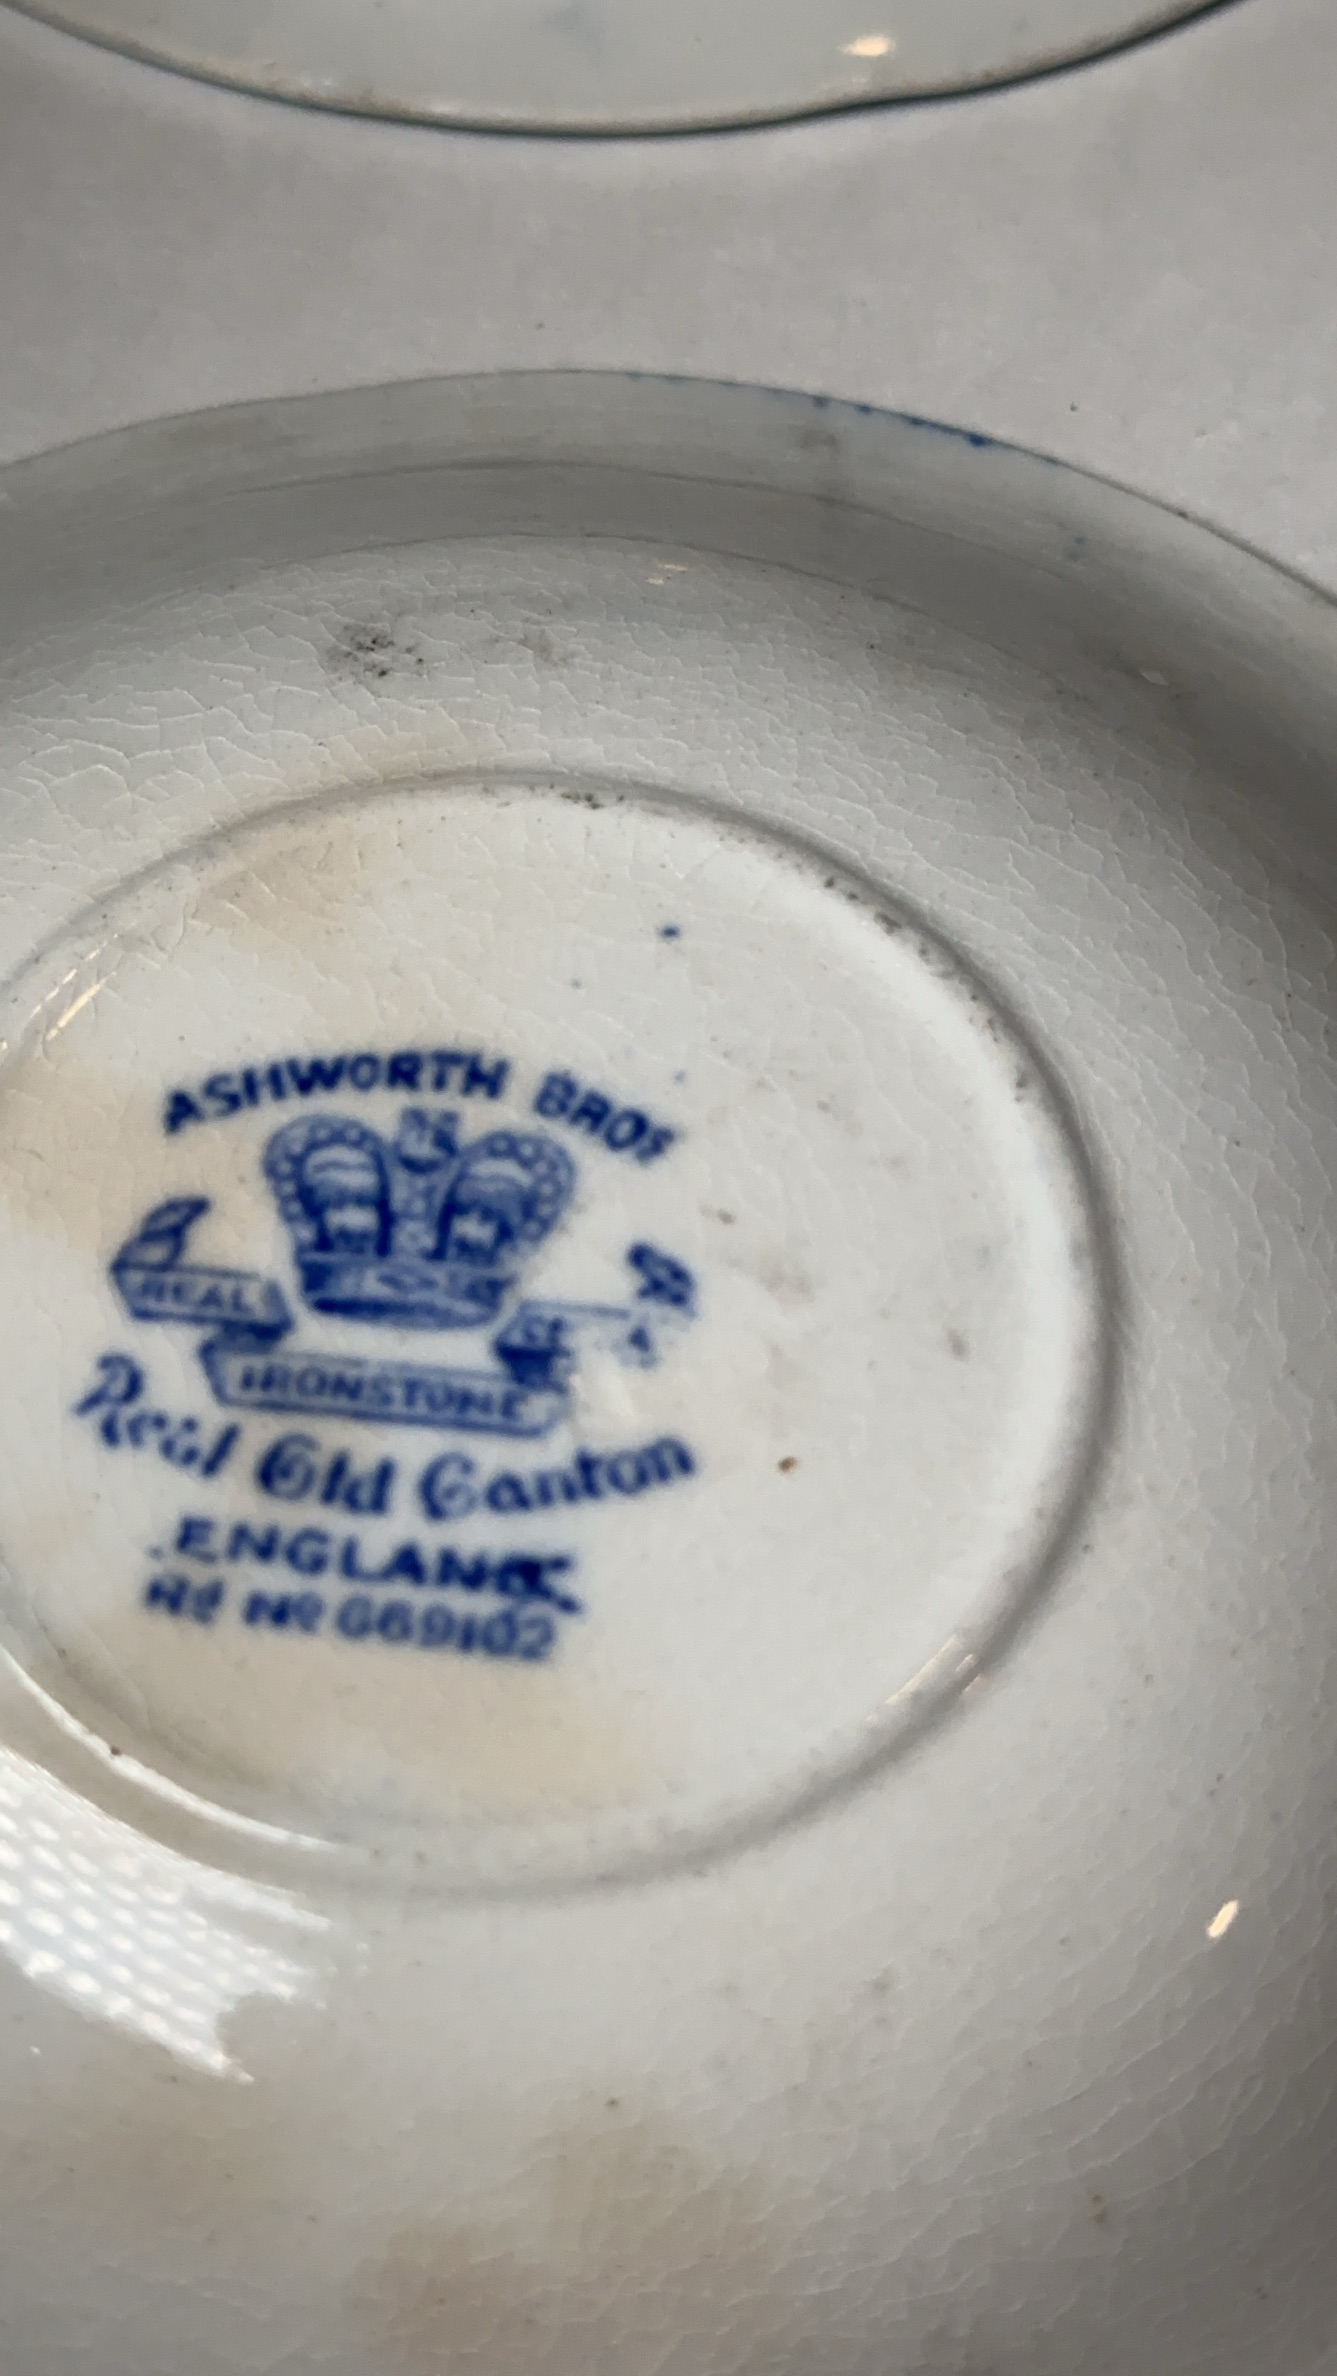 ASHWORTH BROS
REAL
IRONSTONE
Real Old Canton
ENGLAND
Rd No 669102